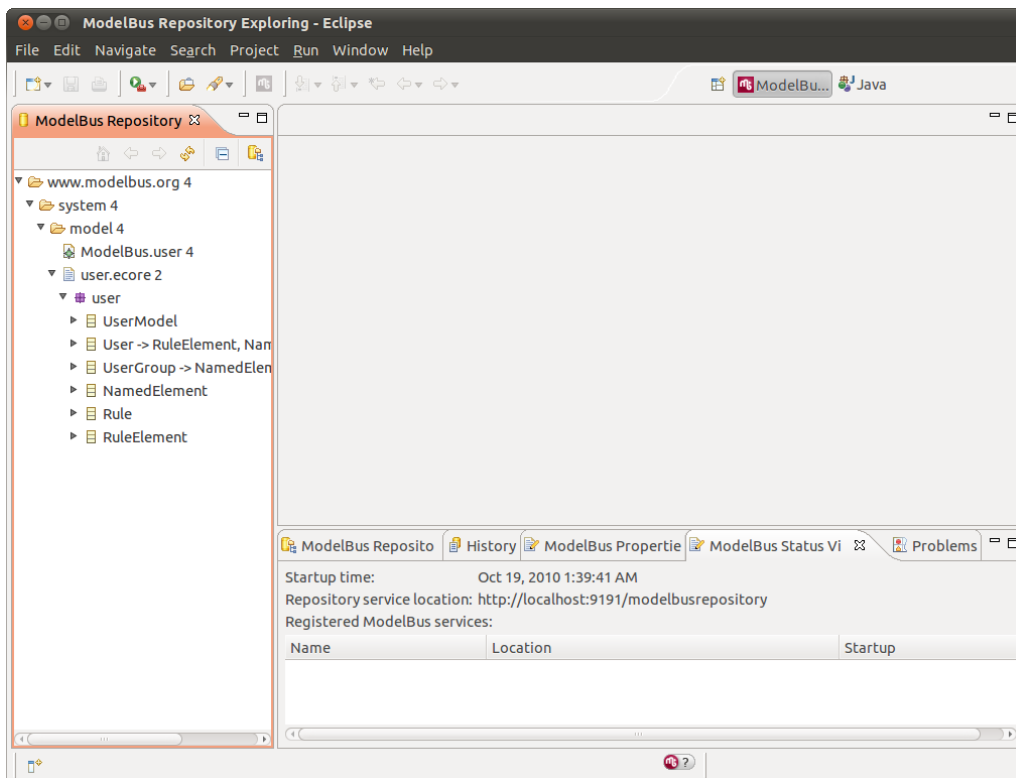 ModelBus Repository Exploring - Eclipse
File Edit Navigate Search Project Run Window Help
ModelBu... Java
ModelBus Repository
www.modelbus.org 4
system 4
model 4
ModelBus.user 4
user.ecore 2
user
UserModel
User -> RuleElement, Nam
UserGroup -> NamedElem
NamedElement
Rule
RuleElement
ModelBus Reposito History ModelBus Propertie ModelBus Status Vi Problems
Startup time: Oct 19, 2010 1:39:41 AM
Repository service location: http://localhost:9191/modelbusrepository
Registered ModelBus services:
Name Location Startup